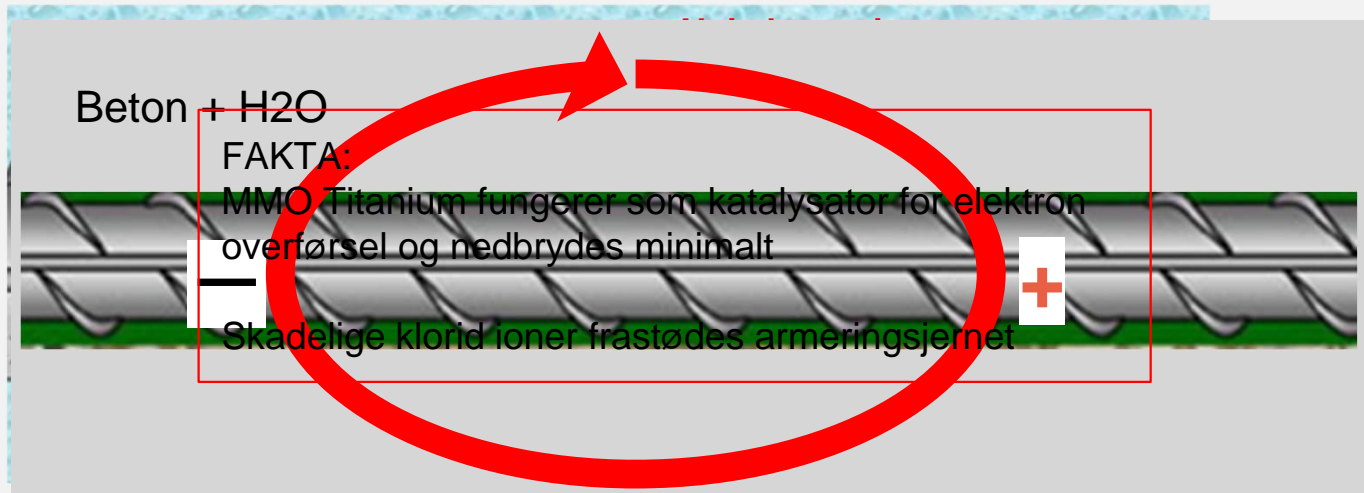 Beton + H2O
FAKTA:
MMO Titanium fungerer som katalysator for elektron
overførsel og nedbrydes minimalt
Skadelige klorid ioner frastødes armeringsjernet